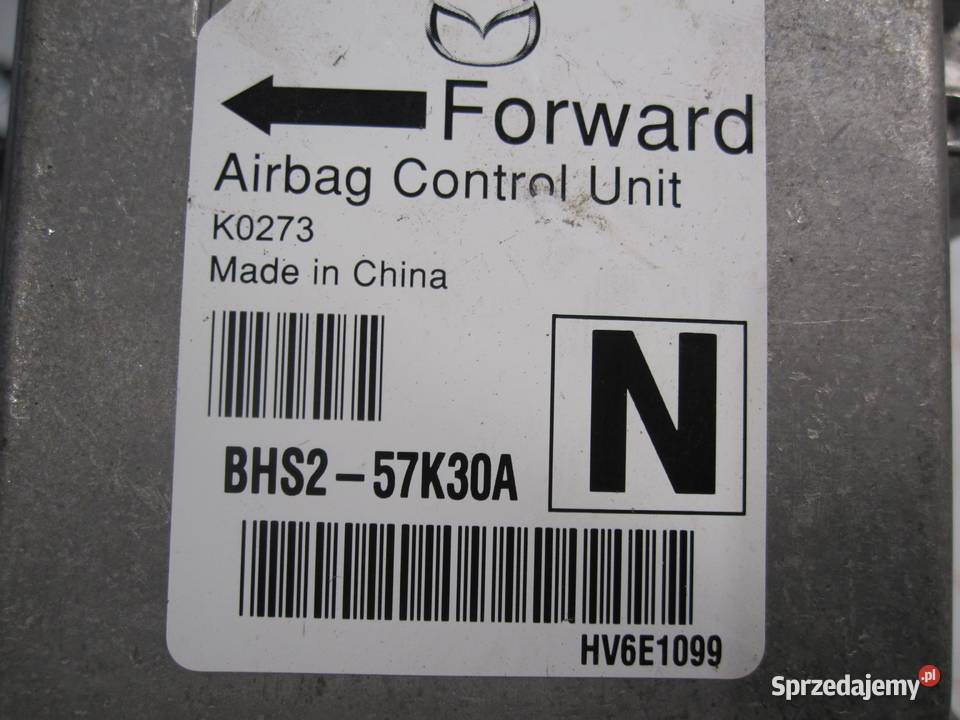 Forward
Airbag Control Unit
K0273
Made in China
N
BHS2-57K30A
HV6E1099
Sprzedajemy.pl